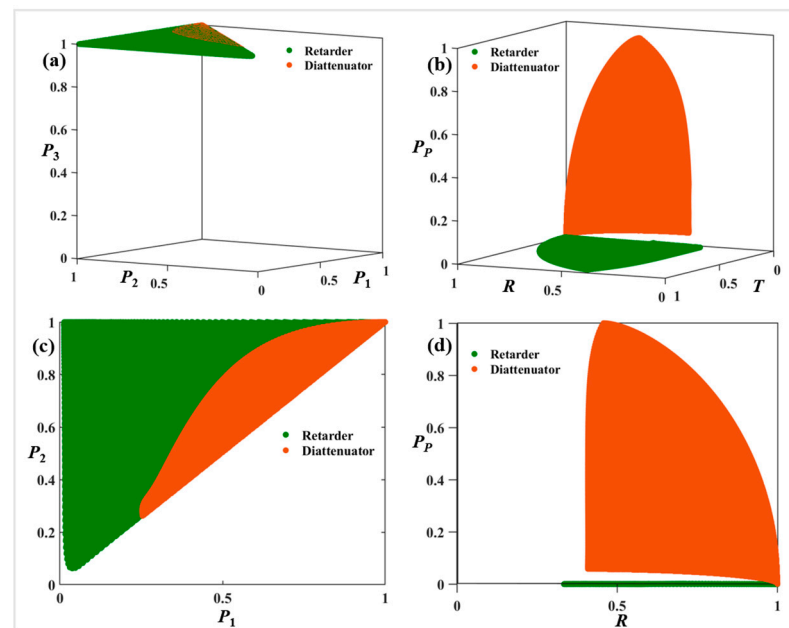 (a)
Retarder
Diattenuator
1
0.8
0.6
0.4
0.2
0
P3
1
0.5
0
P2
0
0.5
1
P1
(b)
Retarder
Diattenuator
1
0.8
0.6
0.4
0.2
0
PP
1
0.5
0
R
1
0.5
0
T
(c)
Retarder
Diattenuator
1
0.8
0.6
0.4
0.2
0
P2
0
0.5
1
P1
(d)
Retarder
Diattenuator
1
0.8
0.6
0.4
0.2
0
PP
0
0.5
1
R